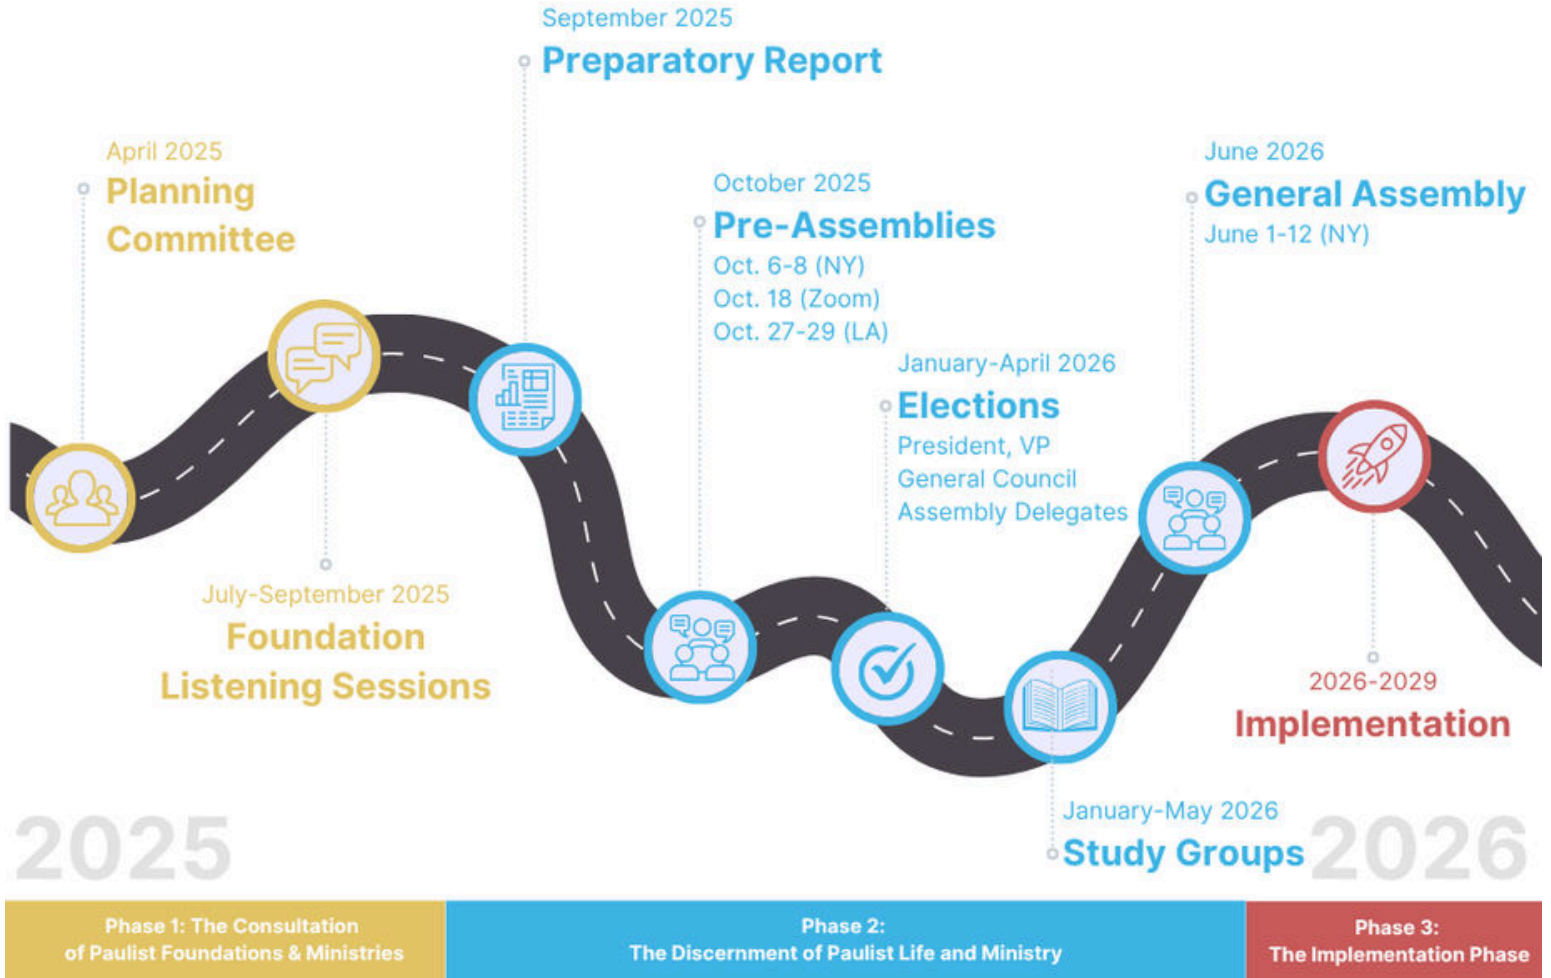 September 2025
Preparatory Report
April 2025
Planning
Committee
October 2025
Pre-Assemblies
Oct. 6-8 (NY)
Oct. 18 (Zoom)
Oct. 27-29 (LA)
June 2026
General Assembly
June 1-12 (NY)
January-April 2026
Elections
President, VP
General Council
Assembly Delegates
July-September 2025
Foundation
Listening Sessions
2026-2029
Implementation
January-May 2026
Study Groups
2025
2026
Phase 1: The Consultation
of Paulist Foundations & Ministries
Phase 2:
The Discernment of Paulist Life and Ministry
Phase 3:
The Implementation Phase